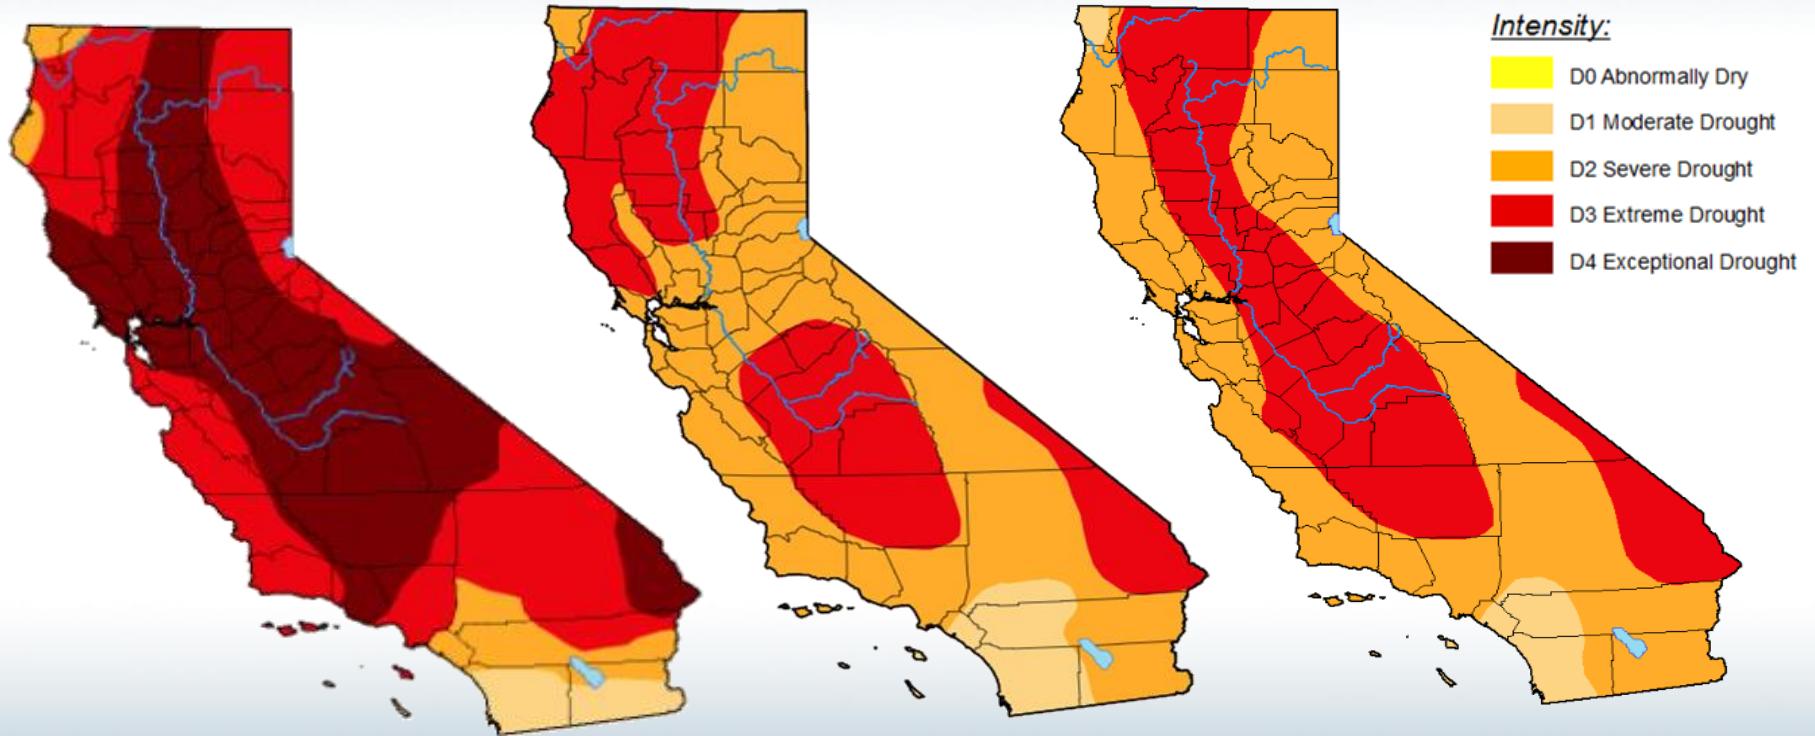 Intensity:
D0 Abnormally Dry
D1 Moderate Drought
D2 Severe Drought
D3 Extreme Drought
D4 Exceptional Drought